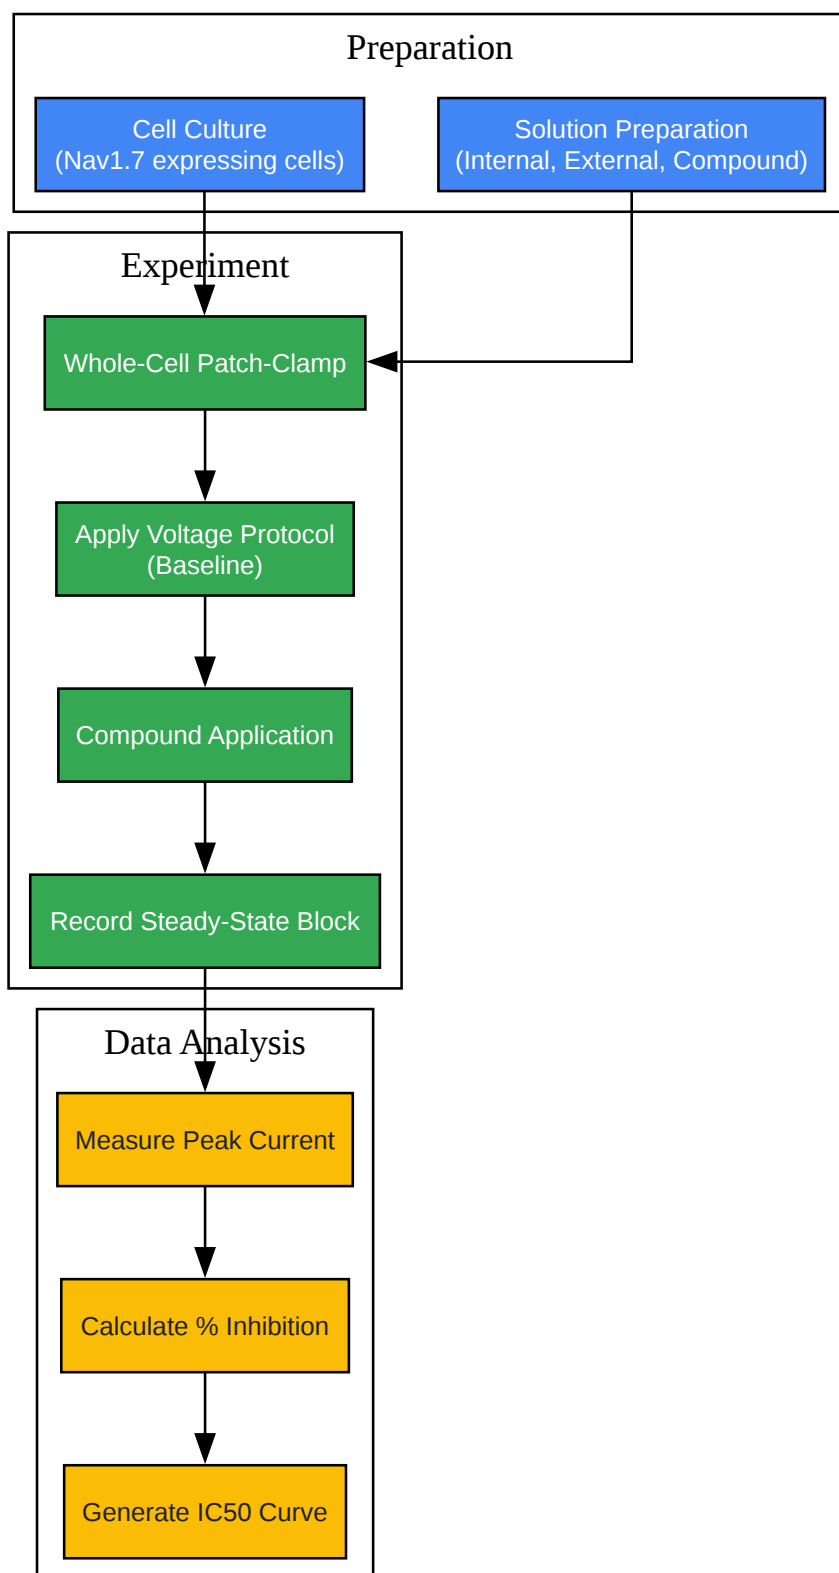 Preparation
Cell Culture
(Nav1.7 expressing cells)
Solution Preparation
(Internal, External, Compound)
Experiment
Whole-Cell Patch-Clamp
Apply Voltage Protocol
(Baseline)
Compound Application
Record Steady-State Block
Data Analysis
Measure Peak Current
Calculate % Inhibition
Generate IC50 Curve